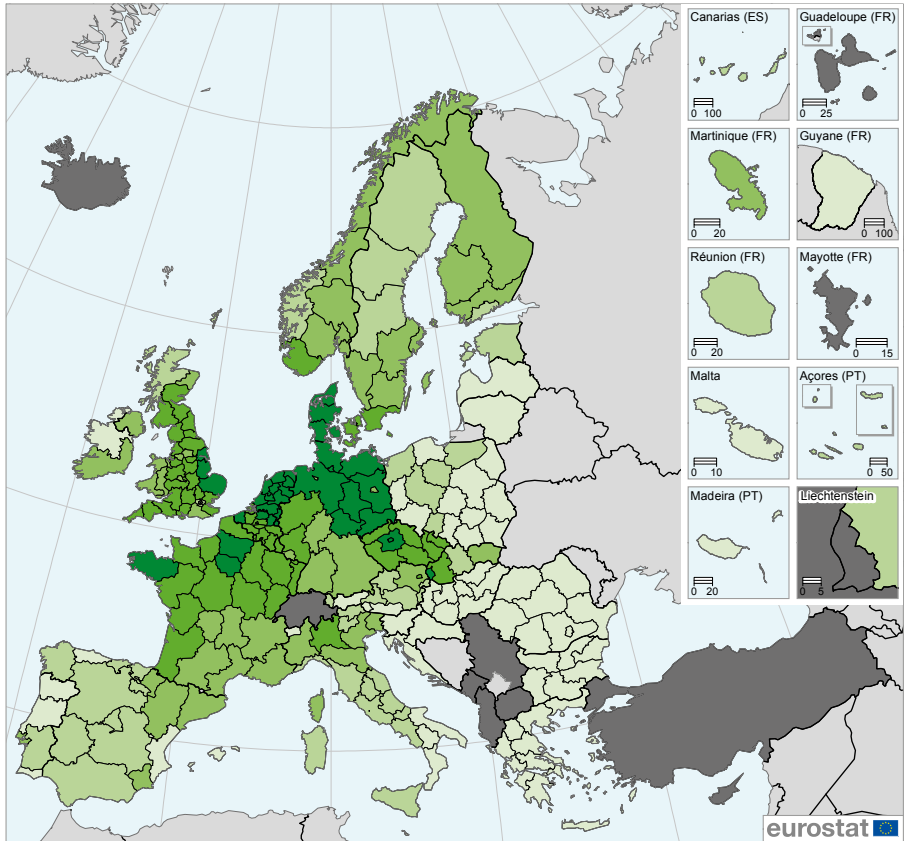 Canarias (ES)
0 100
Guadeloupe (FR)
0 25
Martinique (FR)
0 20
Guyane (FR)
0 100
Réunion (FR)
0 20
Mayotte (FR)
0 15
Malta
0 10
Açores (PT)
0 50
Madeira (PT)
0 20
Liechtenstein
0 5
eurostat